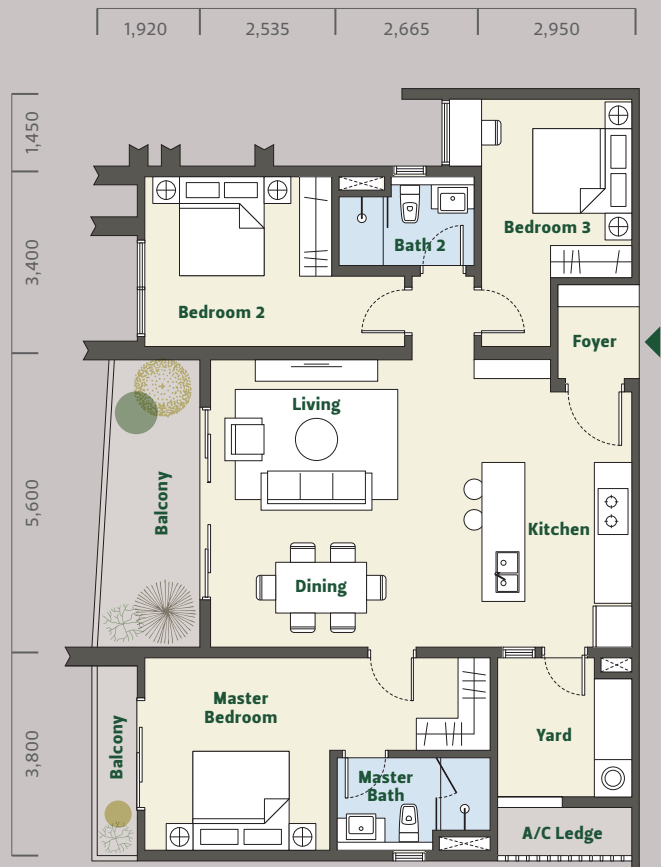 1,920
2,535
2,665
2,950
1,450
3,400
5,600
3,800
Bedroom 3
Bath 2
Bedroom 2
Foyer
Living
Balcony
Kitchen
Dining
Master
Bedroom
Balcony
Yard
Master
Bath
A/C Ledge